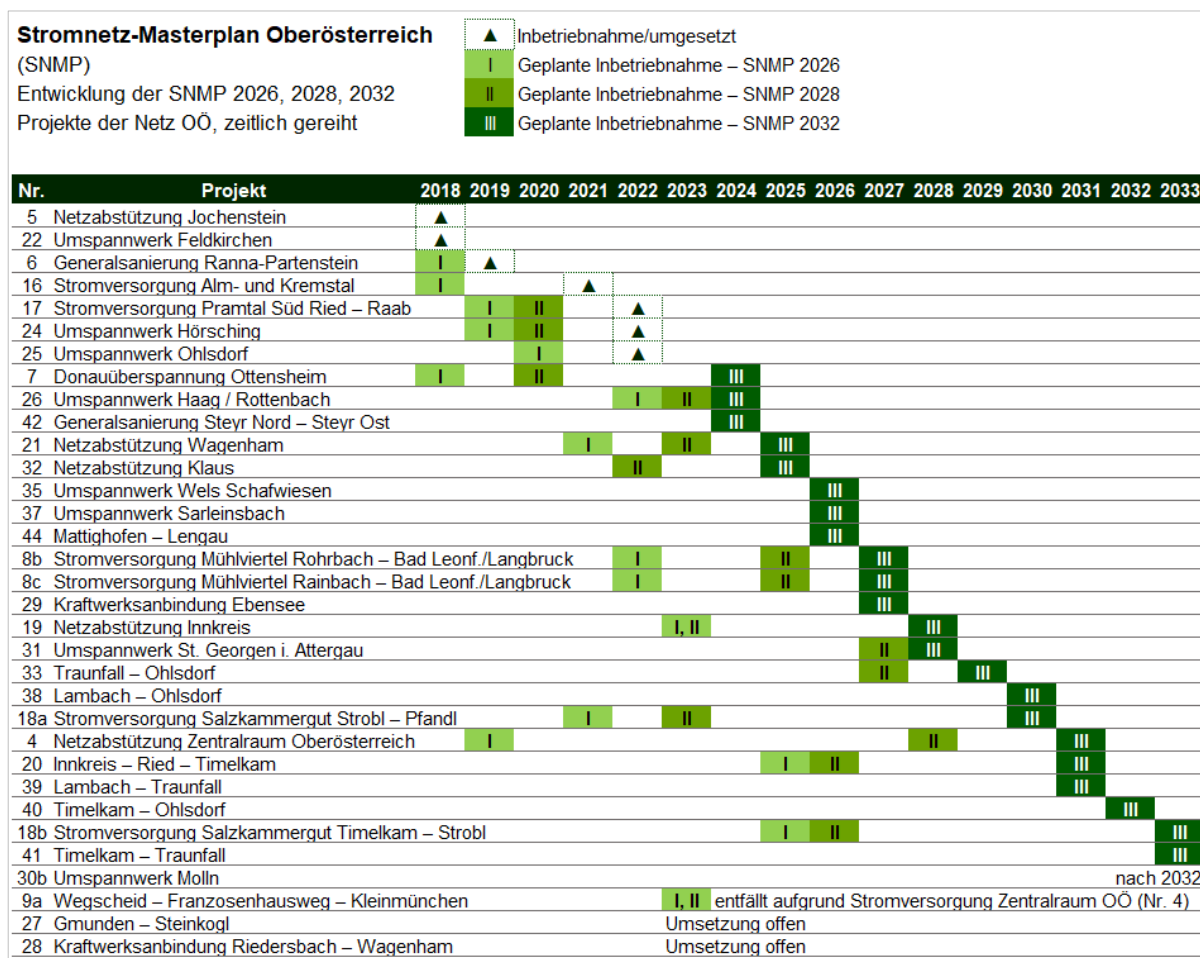 Stromnetz-Masterplan Oberösterreich
(SNMP)
Entwicklung der SNMP 2026, 2028, 2032
Projekte der Netz OÖ, zeitlich gereiht
▲ Inbetriebnahme/umgesetzt
I Geplante Inbetriebnahme – SNMP 2026
II Geplante Inbetriebnahme – SNMP 2028
III Geplante Inbetriebnahme – SNMP 2032
Nr. Projekt 2018 2019 2020 2021 2022 2023 2024 2025 2026 2027 2028 2029 2030 2031 2032 2033
5 Netzabstützung Jochenstein ▲
22 Umspannwerk Feldkirchen ▲
6 Generalsanierung Ranna-Partenstein I ▲
16 Stromversorgung Alm- und Kremstal I ▲
17 Stromversorgung Pramtal Süd Ried – Raab I II ▲
24 Umspannwerk Hörsching I II ▲
25 Umspannwerk Ohlsdorf I ▲
7 Donauüberspannung Ottensheim I II III
26 Umspannwerk Haag / Rottenbach I II III
42 Generalsanierung Steyr Nord – Steyr Ost III
21 Netzabstützung Wagenham I II III
32 Netzabstützung Klaus II III
35 Umspannwerk Wels Schafwiesen III
37 Umspannwerk Sarleinsbach III
44 Mattighofen – Lengau III
8b Stromversorgung Mühlviertel Rohrbach – Bad Leonf./Langbruck I II III
8c Stromversorgung Mühlviertel Rainbach – Bad Leonf./Langbruck I II III
29 Kraftwerksanbindung Ebensee III
19 Netzabstützung Innkreis I, II III
31 Umspannwerk St. Georgen i. Attergau II III
33 Traunfall – Ohlsdorf II III
38 Lambach – Ohlsdorf III
18a Stromversorgung Salzkammergut Strobl – Pfandl I II III
4 Netzabstützung Zentralraum Oberösterreich I II III
20 Innkreis – Ried – Timelkam I II III
39 Lambach – Traunfall III
40 Timelkam – Ohlsdorf III
18b Stromversorgung Salzkammergut Timelkam – Strobl I II III
41 Timelkam – Traunfall III
30b Umspannwerk Molln nach 2032
9a Wegscheid – Franzosenhausweg – Kleinmünchen I, II entfällt aufgrund Stromversorgung Zentralraum OÖ (Nr. 4)
27 Gmunden – Steinkogl Umsetzung offen
28 Kraftwerksanbindung Riedersbach – Wagenham Umsetzung offen